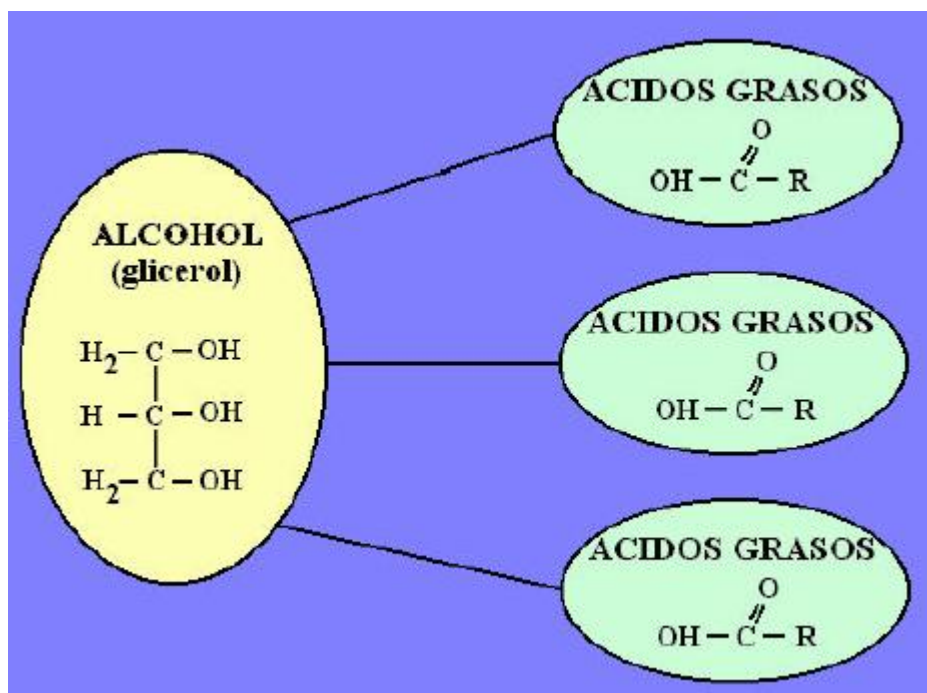 ALCOHOL
(glicerol)
H2 – C – OH
H – C – OH
H2 – C – OH
ACIDOS GRASOS
O
OH – C – R
ACIDOS GRASOS
O
OH – C – R
ACIDOS GRASOS
O
OH – C – R